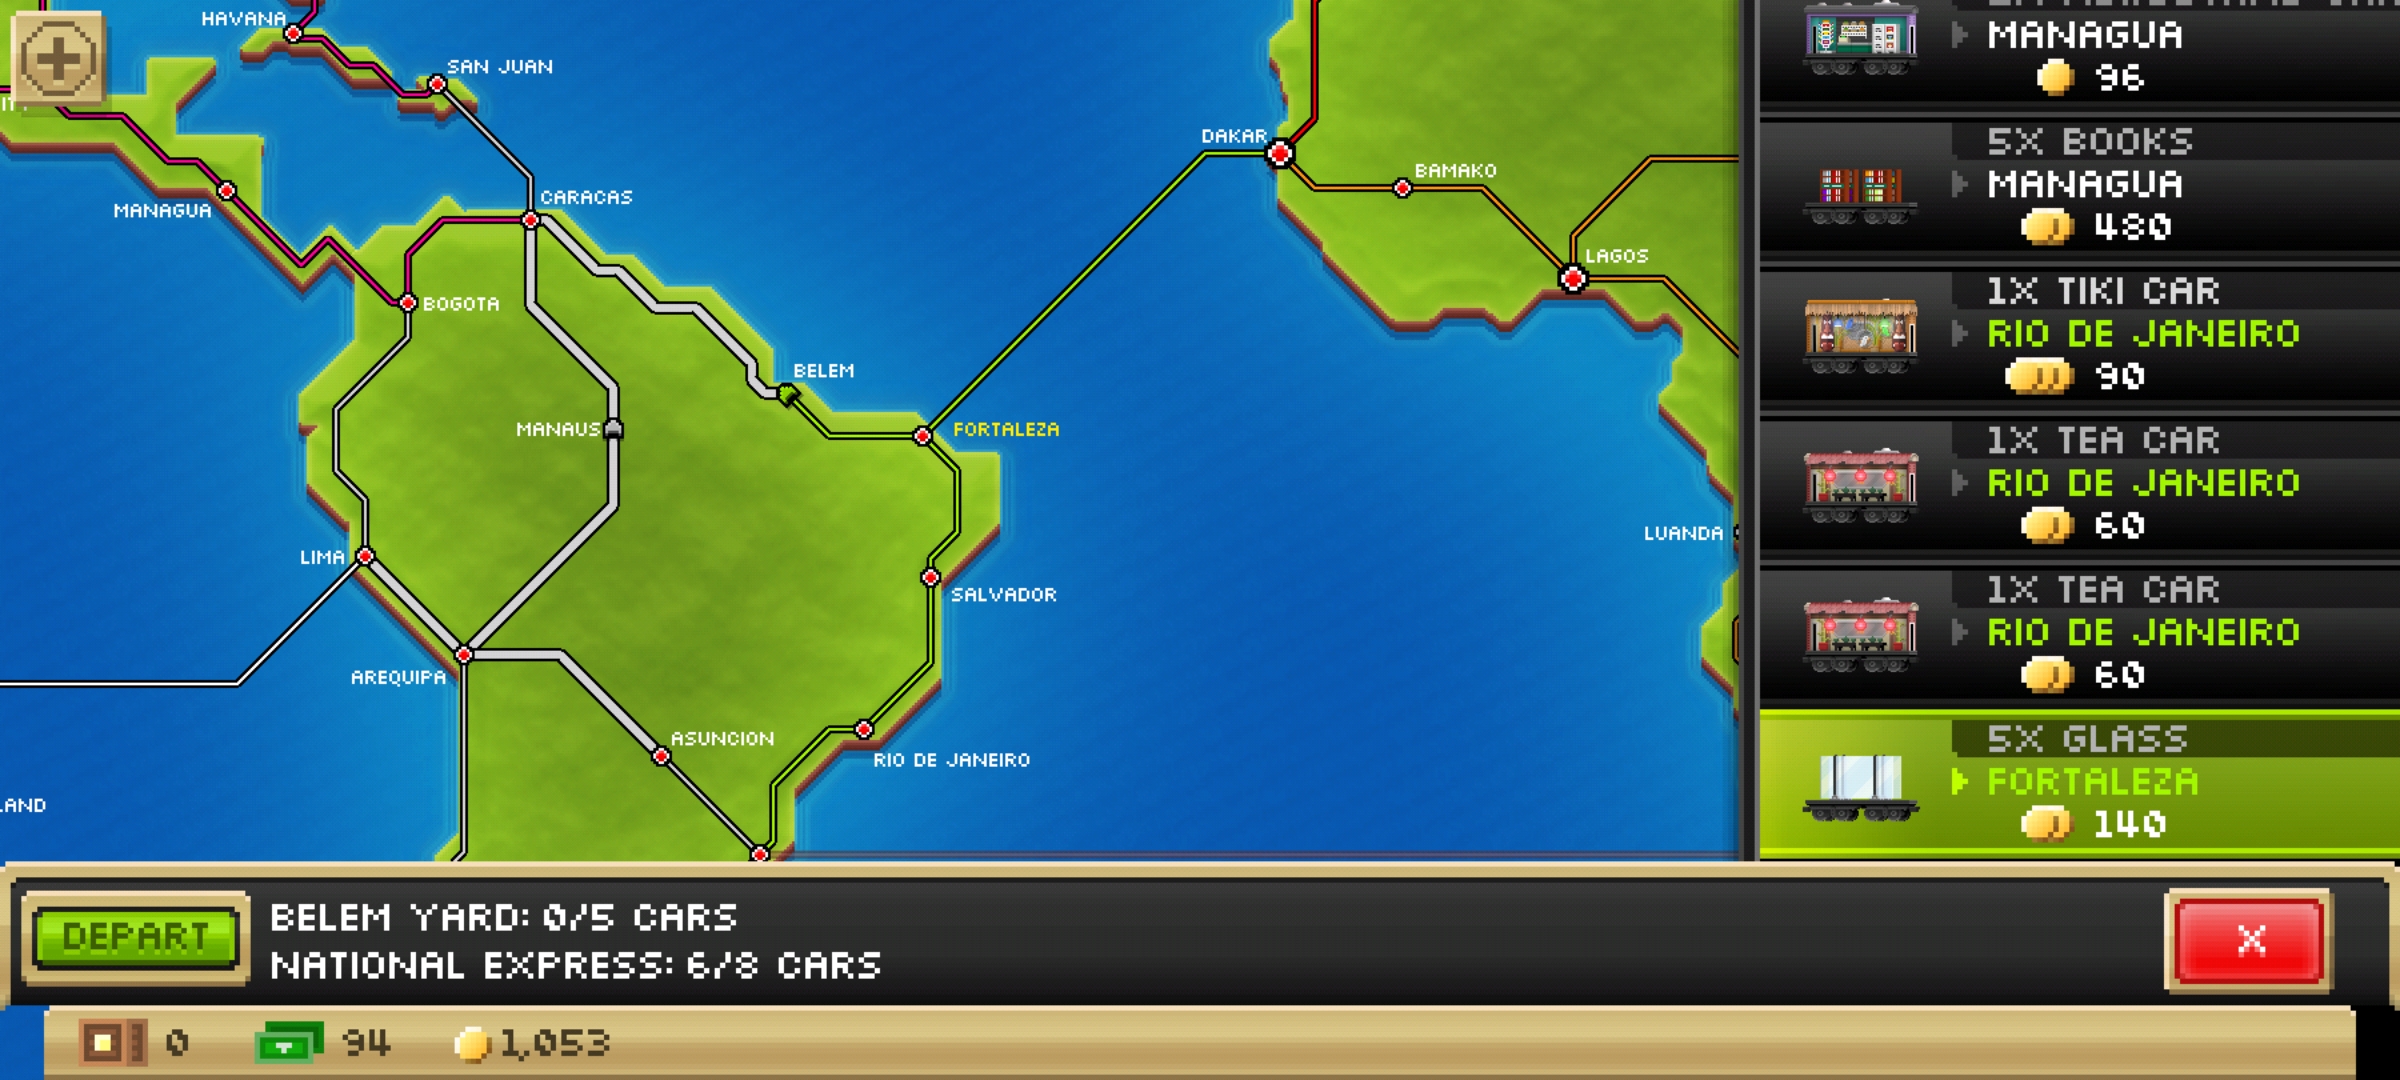 HAVANA
SAN JUAN
CARACAS
MANAGUA
BOGOTA
BELEM
MANAUS
FORTALEZA
LIMA
SALVADOR
AREQUIPA
ASUNCION
RIO DE JANEIRO
LAND
DAKAR
BAMAKO
LAGOS
LUANDA
MANAGUA
96
5X BOOKS
MANAGUA
480
1X TIKI CAR
RIO DE JANEIRO
90
1X TEA CAR
RIO DE JANEIRO
60
1X TEA CAR
RIO DE JANEIRO
60
5X GLASS
FORTALEZA
140
DEPART
BELEM YARD: 0/5 CARS
NATIONAL EXPRESS: 6/8 CARS
X
0
94
1,053